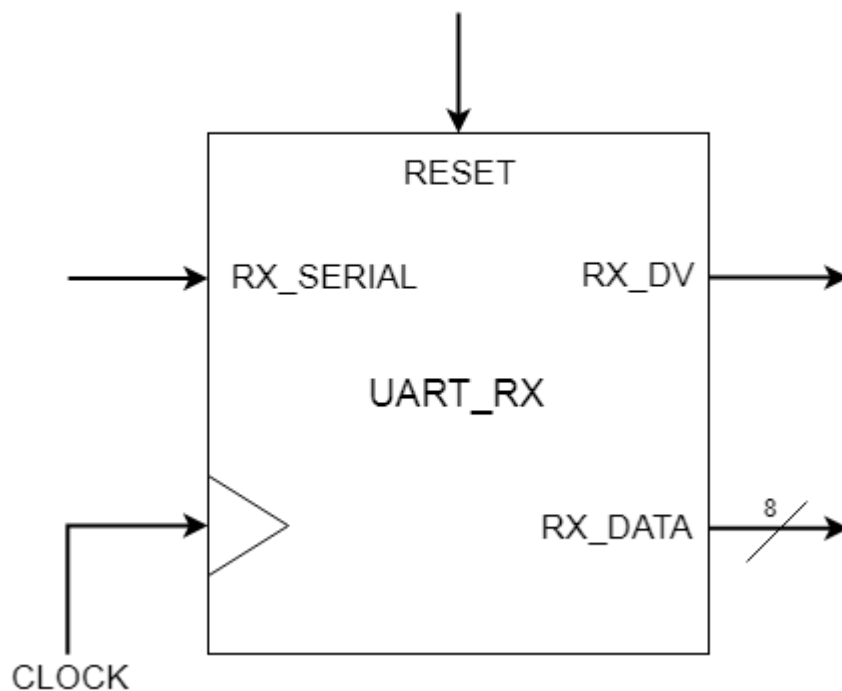 RESET
RX_SERIAL
RX_DV
UART_RX
8
RX_DATA
CLOCK